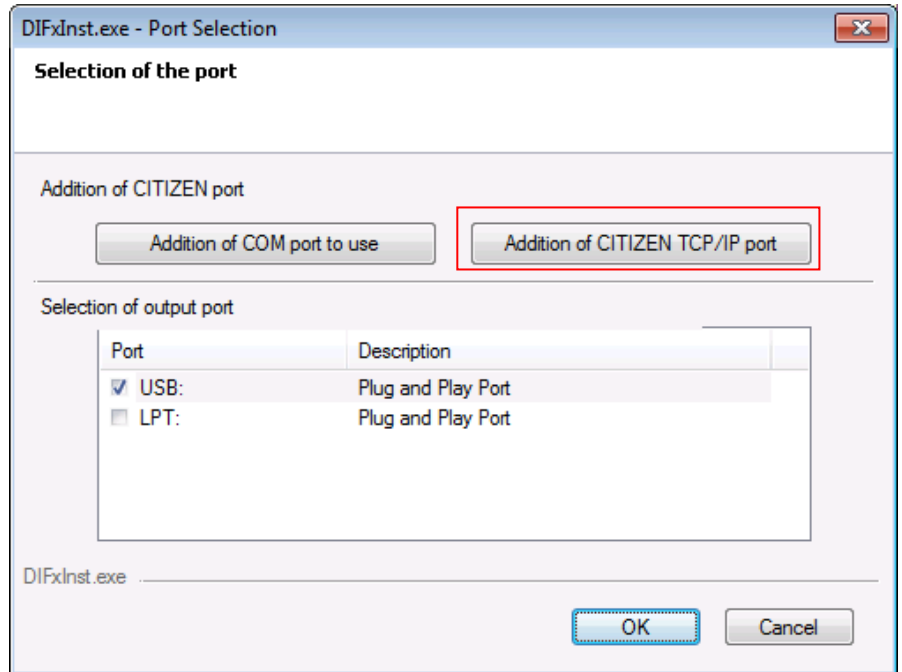 DIFxInst.exe - Port Selection
Selection of the port
Addition of CITIZEN port
Addition of COM port to use
Addition of CITIZEN TCP/IP port
Selection of output port
Port Description
USB: Plug and Play Port
LPT: Plug and Play Port
DIFxInst.exe
OK Cancel